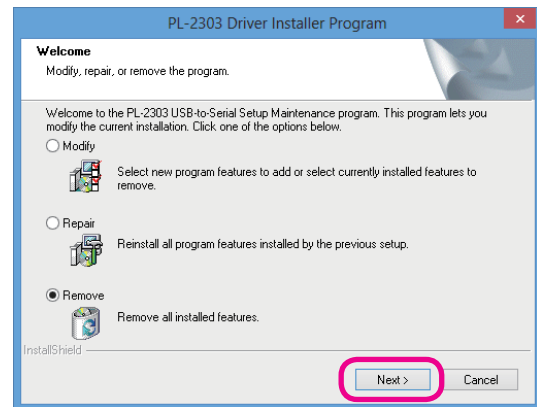 PL-2303 Driver Installer Program
Welcome
Modify, repair, or remove the program.
Welcome to the PL-2303 USB-to-Serial Setup Maintenance program. This program lets you
modify the current installation. Click one of the options below.
Modify
Select new program features to add or select currently installed features to
remove.
Repair
Reinstall all program features installed by the previous setup.
Remove
Remove all installed features.
InstallShield
Next >
Cancel